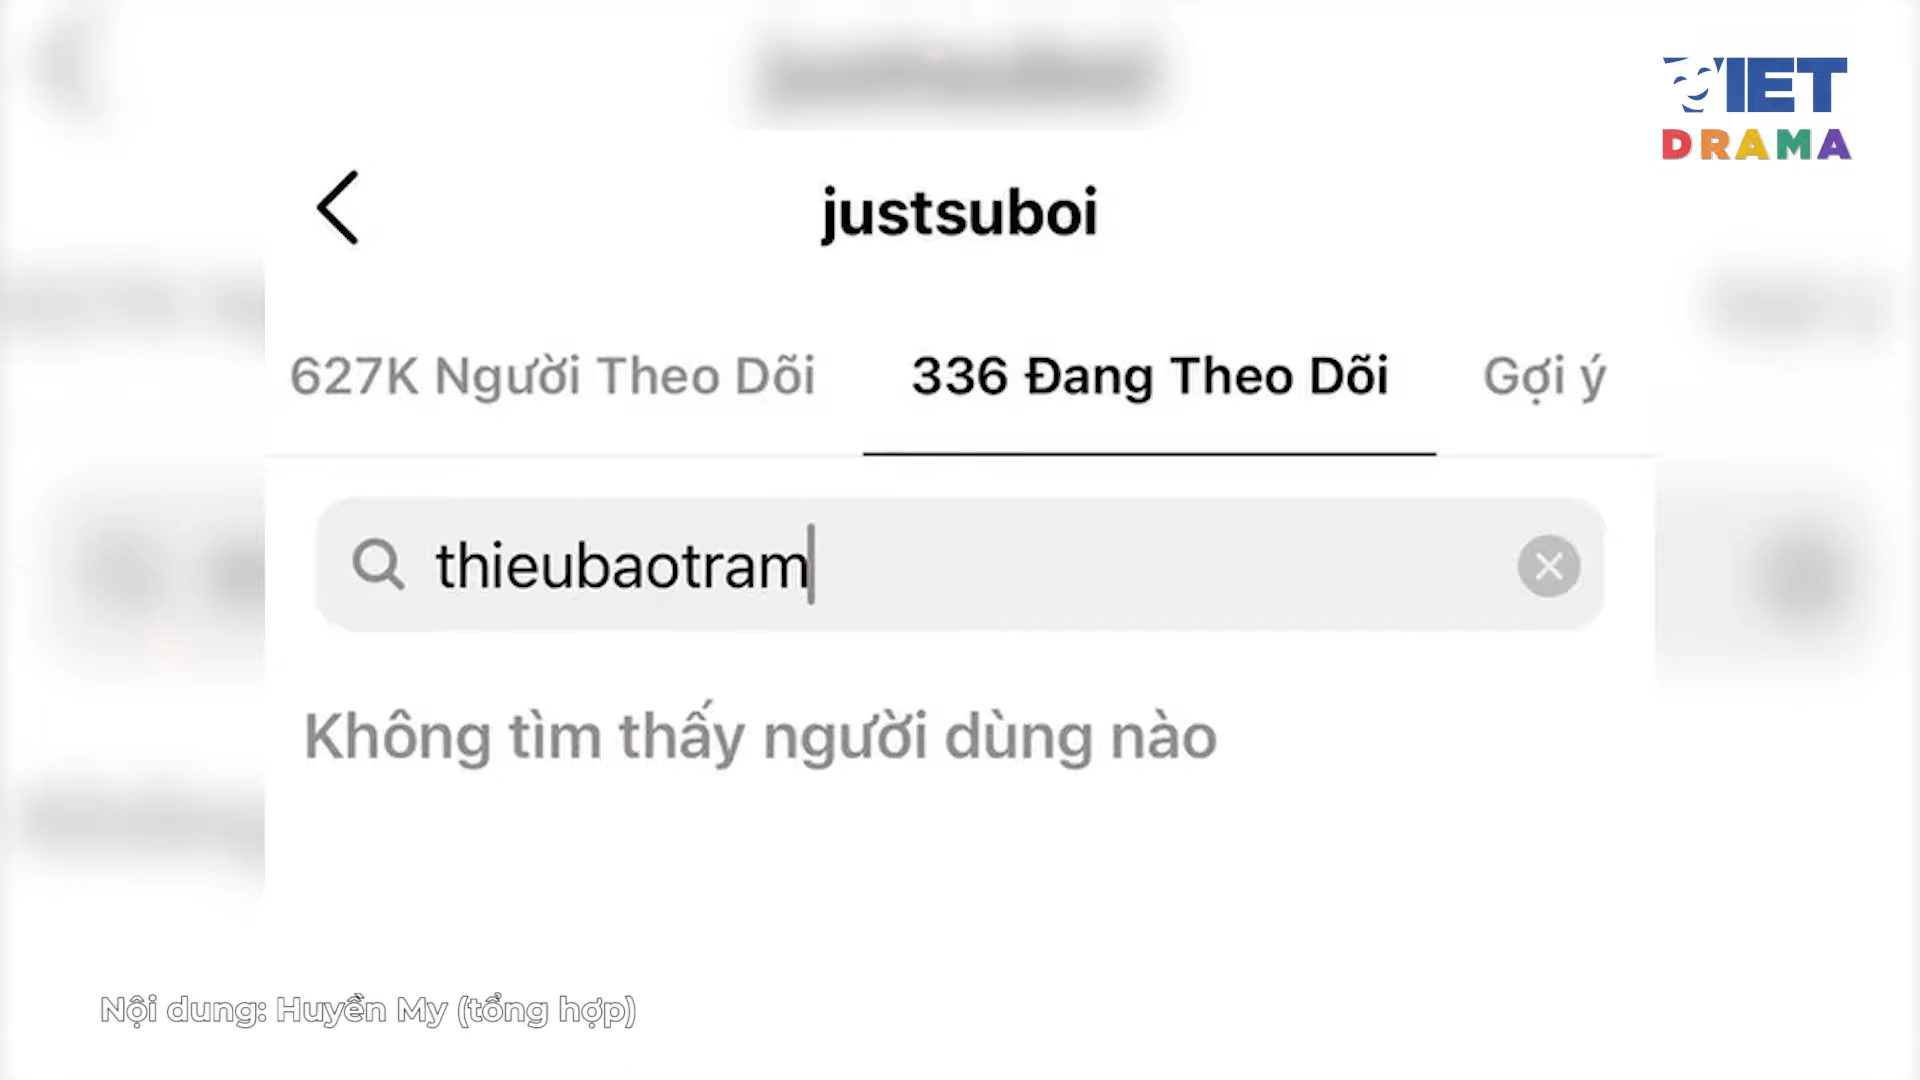 VIET
DRAMA
justsuboi
627K Người Theo Dõi
336 Đang Theo Dõi
Gợi ý
thieubaotram
Không tìm thấy người dùng nào
Nội dung: Huyền My (tổng hợp)